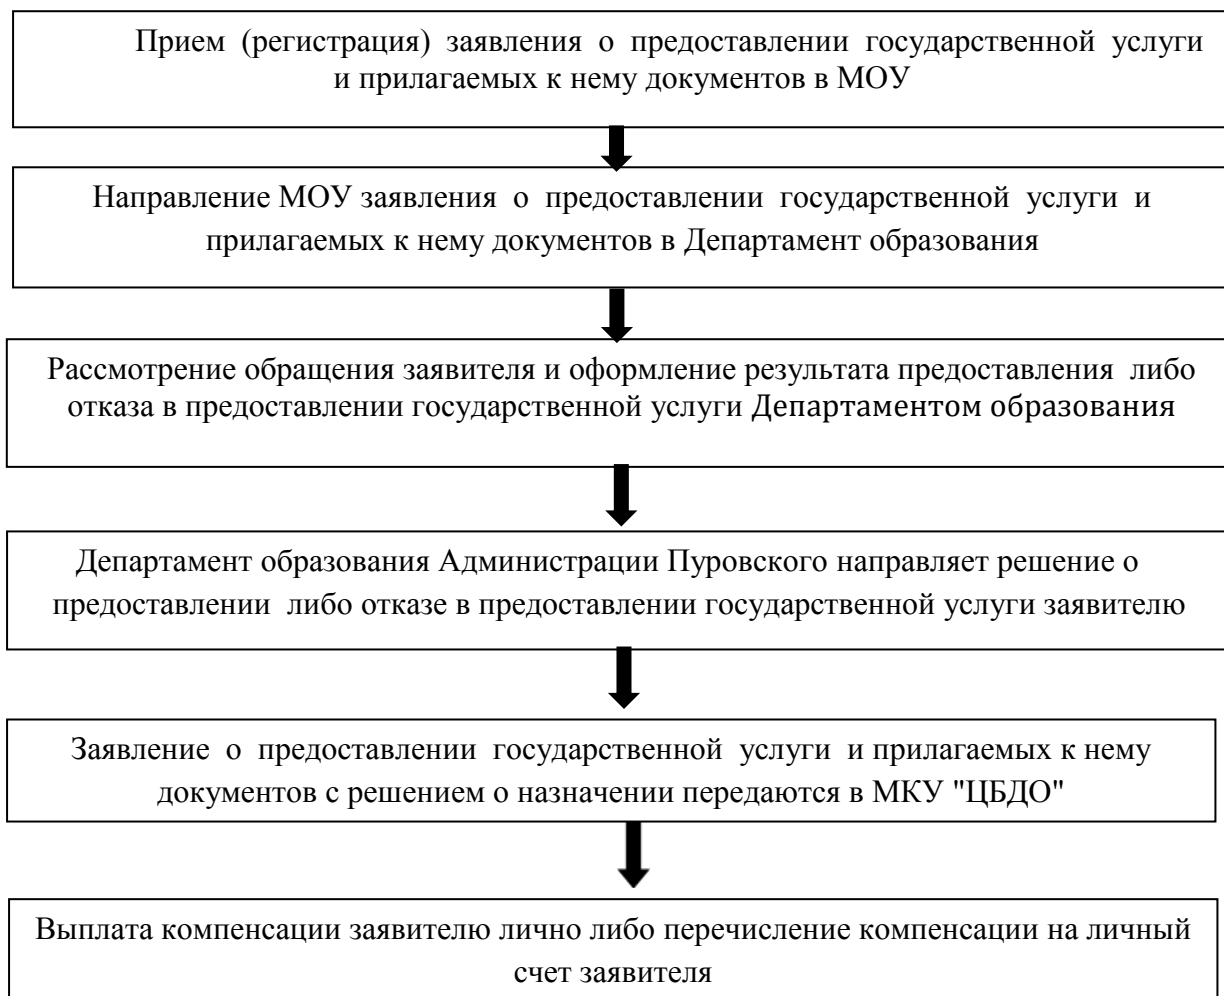 Прием (регистрация) заявления о предоставлении государственной услуги
и прилагаемых к нему документов в МОУ
Направление МОУ заявления о предоставлении государственной услуги и
прилагаемых к нему документов в Департамент образования
Рассмотрение обращения заявителя и оформление результата предоставления либо
отказа в предоставлении государственной услуги Департаментом образования
Департамент образования Администрации Пуровского направляет решение о
предоставлении либо отказе в предоставлении государственной услуги заявителю
Заявление о предоставлении государственной услуги и прилагаемых к нему
документов с решением о назначении передаются в МКУ "ЦБДО"
Выплата компенсации заявителю лично либо перечисление компенсации на личный
счет заявителя